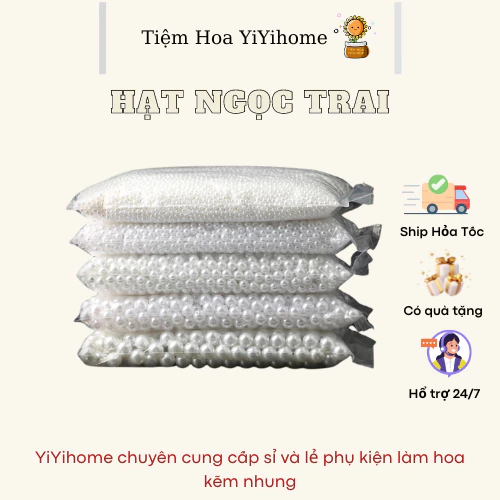 Tiệm Hoa YiYihome
HẠT NGỌC TRAI
Ship Hỏa Tốc
Có quà tặng
Hổ trợ 24/7
YiYihome chuyên cung cấp sỉ và lẻ phụ kiện làm hoa
kẽm nhung